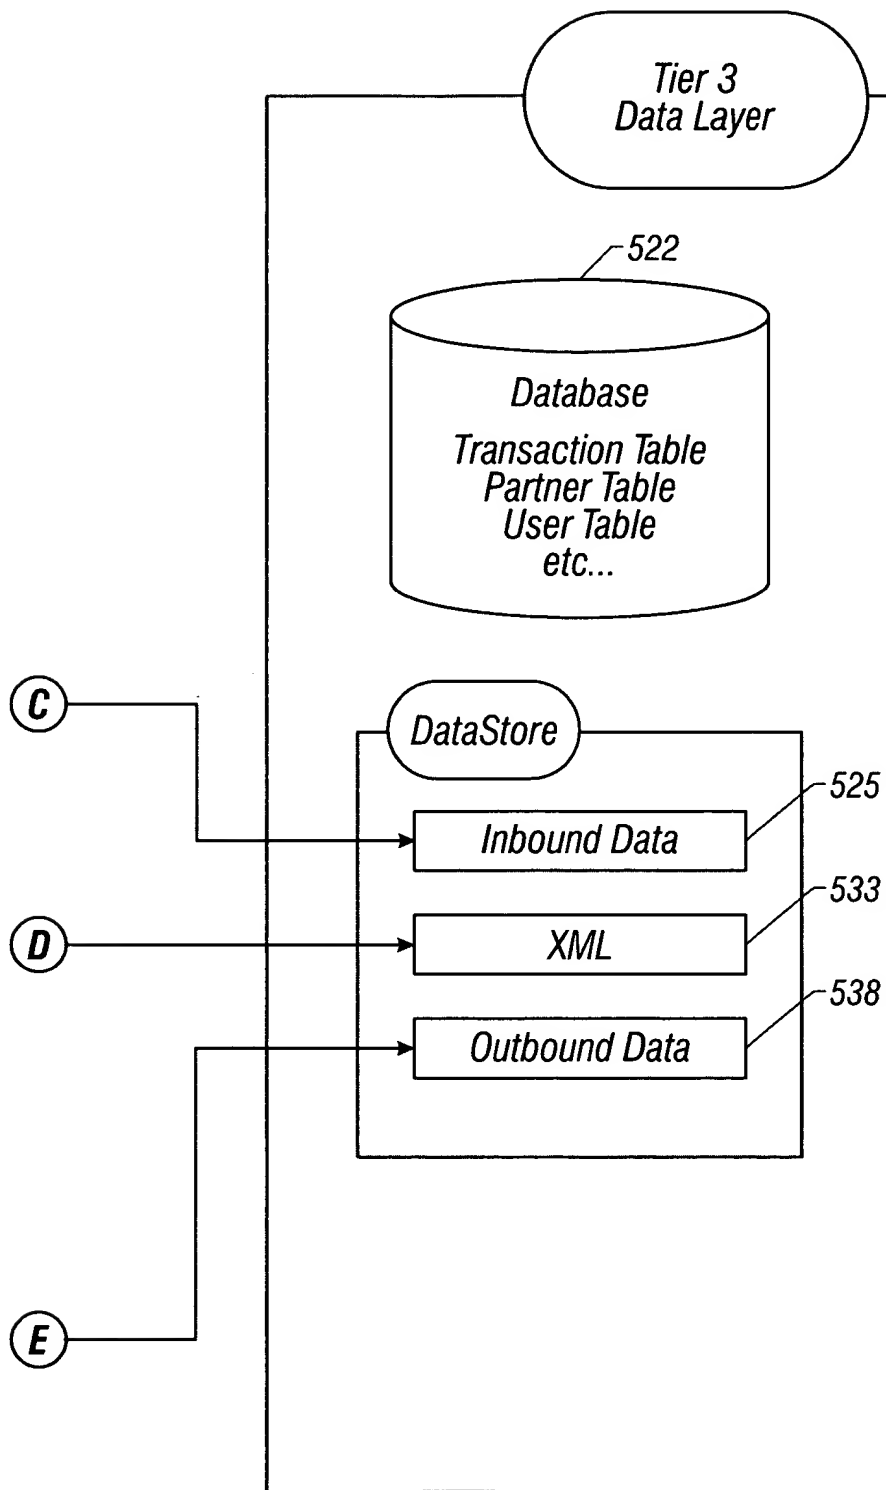 Tier 3
Data Layer
522
Database
Transaction Table
Partner Table
User Table
etc...
C
DataStore
525
Inbound Data
533
D
XML
538
Outbound Data
E